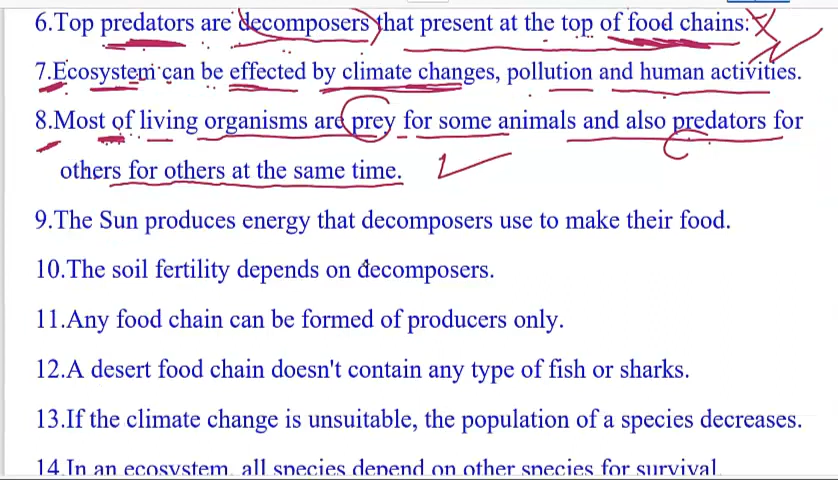 6.Top predators are decomposers that present at the top of food chains:
7.Ecosystem can be effected by climate changes, pollution and human activities.
8.Most of living organisms are prey for some animals and also predators for
others for others at the same time.
9.The Sun produces energy that decomposers use to make their food.
10.The soil fertility depends on decomposers.
11.Any food chain can be formed of producers only.
12.A desert food chain doesn't contain any type of fish or sharks.
13.If the climate change is unsuitable, the population of a species decreases.
14.In an ecosystem, all species depend on other species for survival.